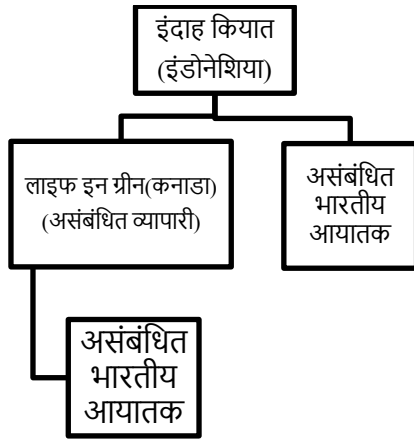 इंदाह कियात
(इंडोनेशिया)
लाइफ इन ग्रीन(कनाडा)
(असंबंधित व्यापारी)
असंबंधित
भारतीय
आयातक
असंबंधित
भारतीय
आयातक